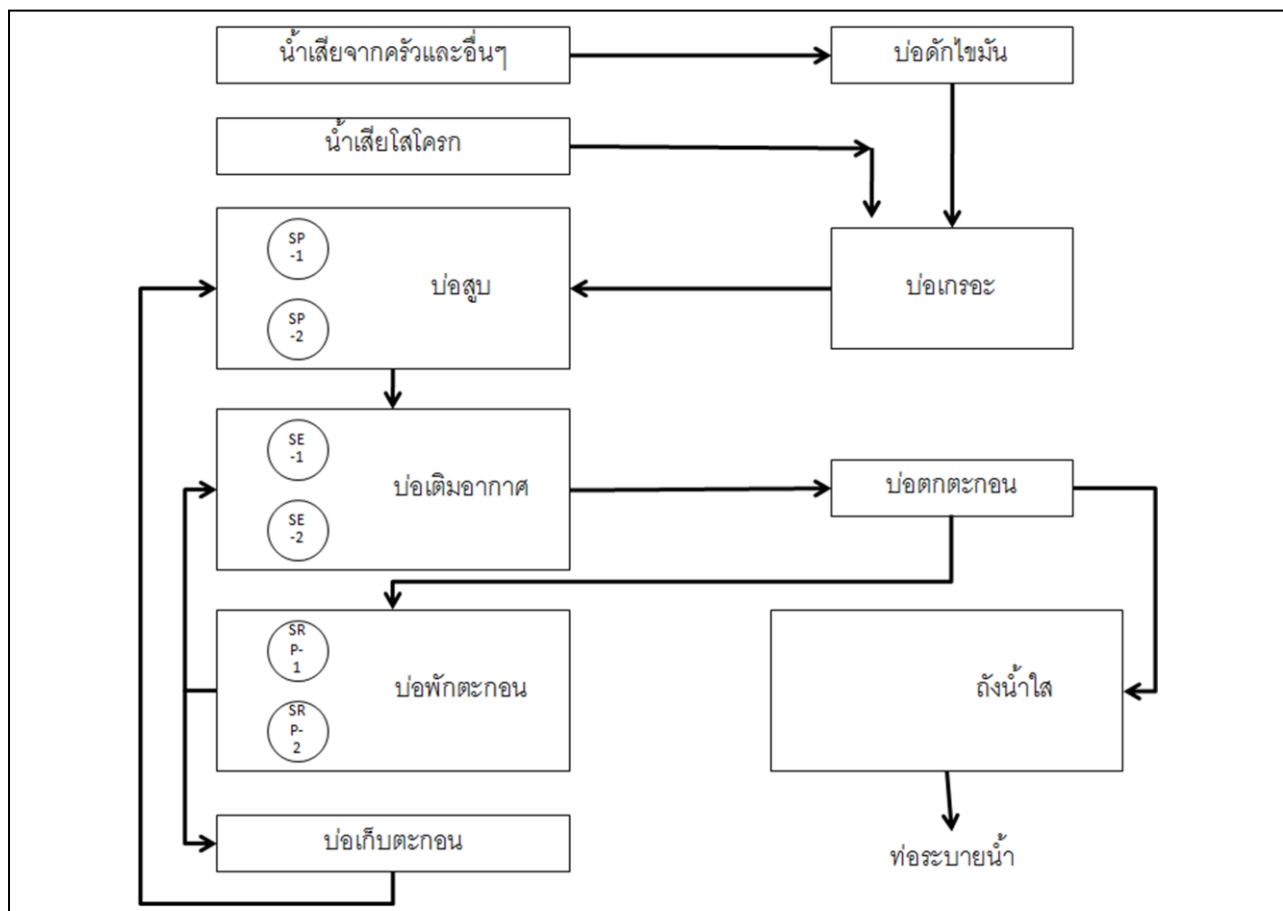 น้ำเสียจากครัวและอื่นๆ
บ่อดักไขมัน
น้ำเสียโสโครก
SP
-1
บ่อสูบ
SP
-2
บ่อเกรอะ
SE
-1
บ่อเติมอากาศ
SE
-2
บ่อตกตะกอน
SR
P-
1
บ่อพักตะกอน
SR
P-
2
ถังน้ำใส
บ่อเก็บตะกอน
ท่อระบายน้ำ